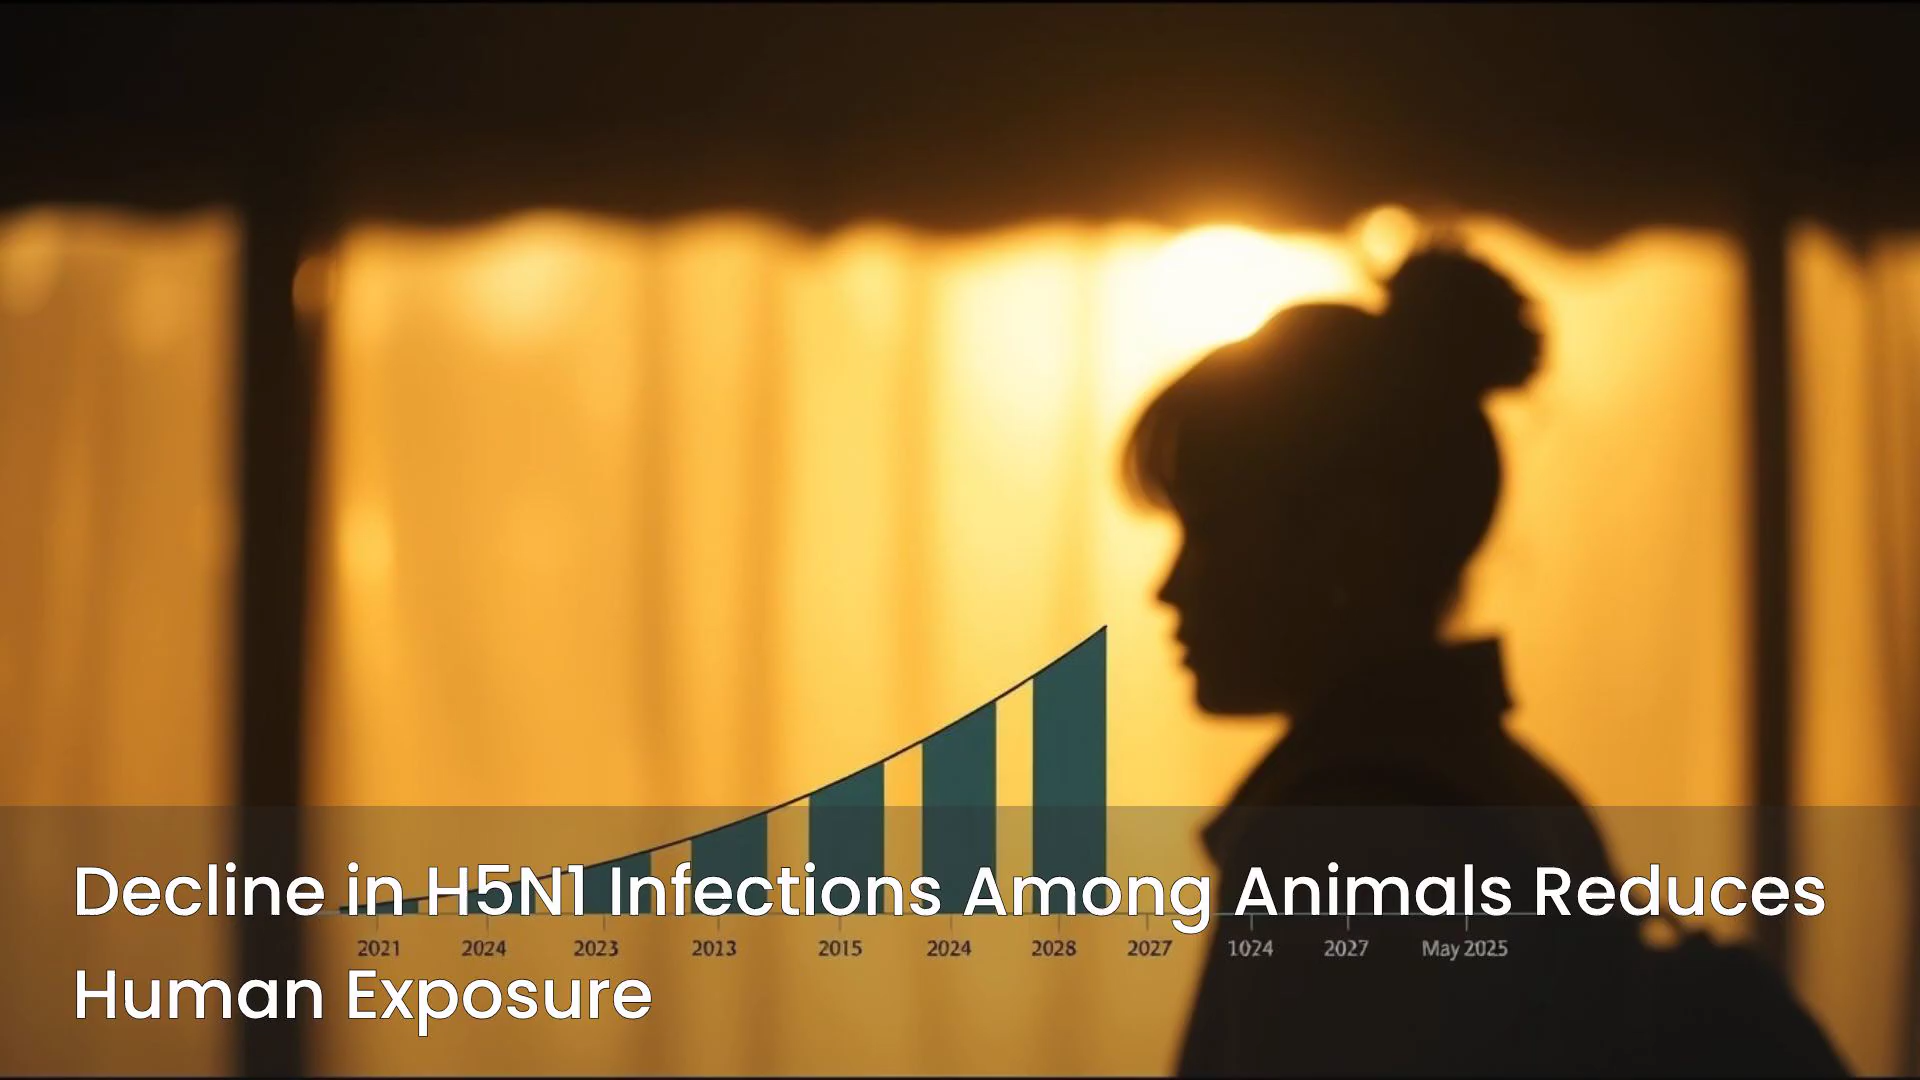 Decline in H5N1 Infections Among Animals Reduces
2021 2024 2023 2013 2015 2024 2028 2027 1024 2027 May 2025
Human Exposure